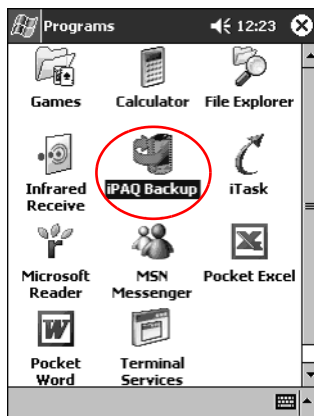 Programs 12:23
Games Calculator File Explorer
Infrared Receive iPAQ Backup iTask
Microsoft Reader MSN Messenger Pocket Excel
Pocket Word Terminal Services